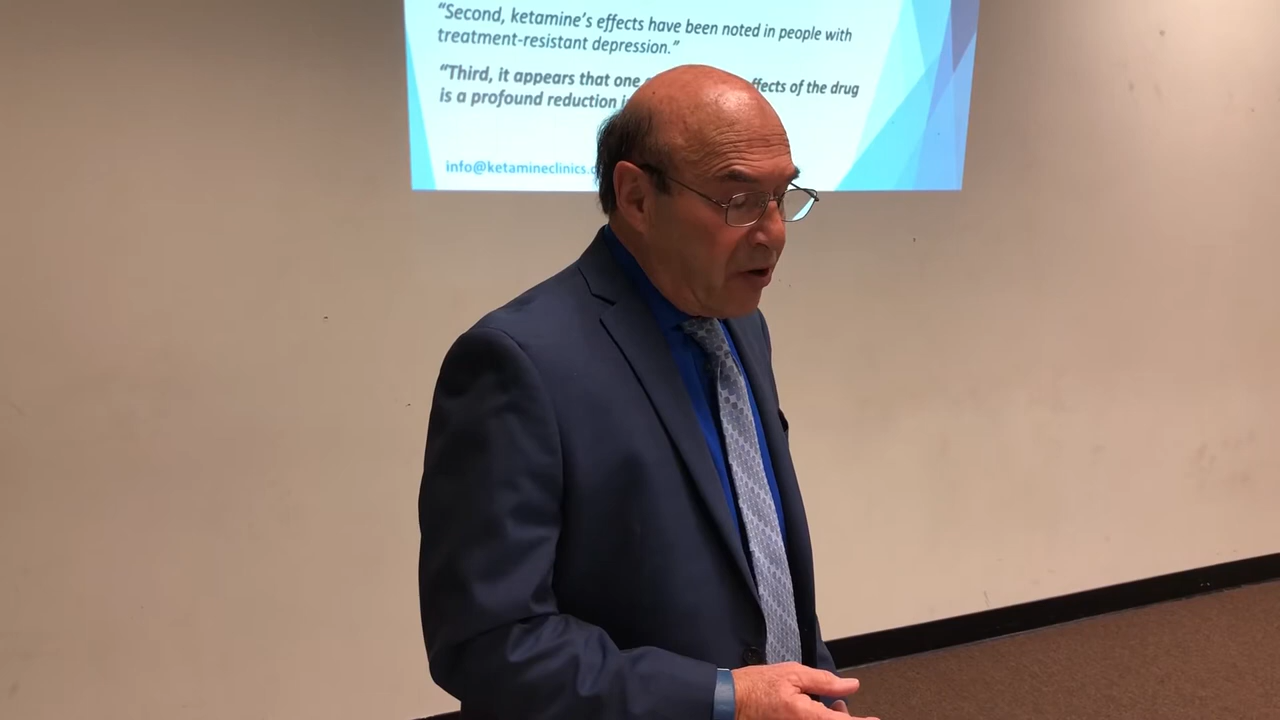 “Second, ketamine’s effects have been noted in people with
treatment-resistant depression.”
“Third, it appears that one effects of the drug
is a profound reduction
info@ketamineclinics.